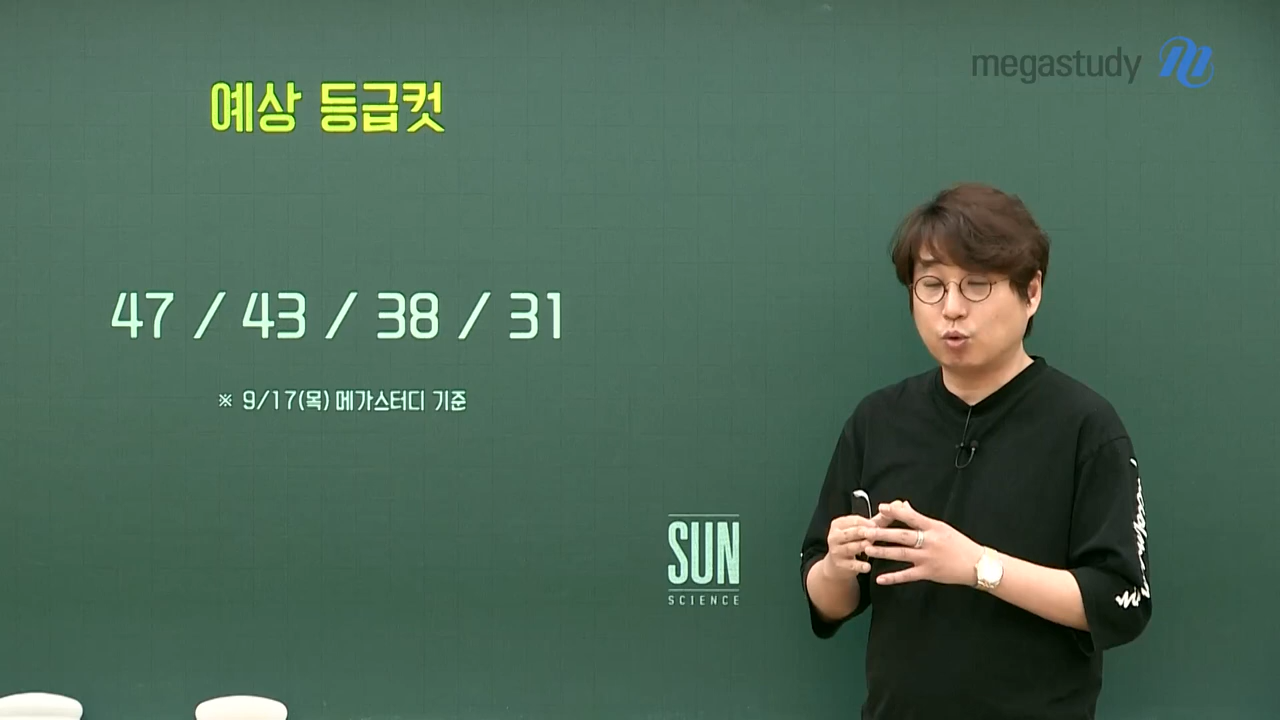 megastudy
예상 등급컷
47 / 43 / 38 / 31
※ 9/17(목) 메가스터디 기준
SUN
SCIENCE